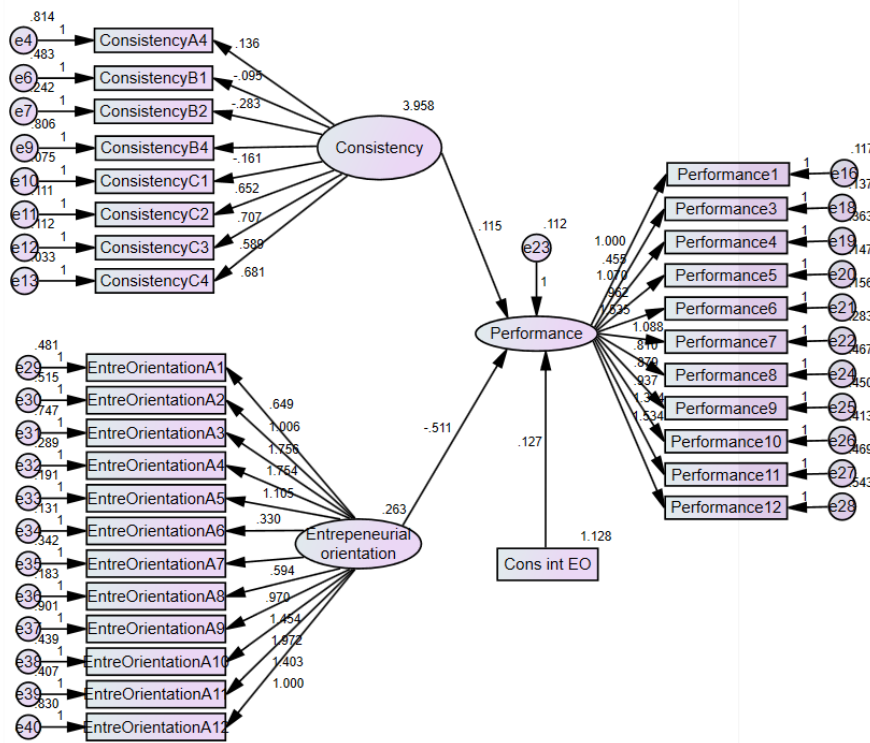 .814
e4
1
ConsistencyA4
.136
.483
e6
1
ConsistencyB1
-.095
.242
e7
1
ConsistencyB2
-.283
.806
e9
1
ConsistencyB4
-.161
.075
e10
1
ConsistencyC1
.652
.111
e11
1
ConsistencyC2
.707
.112
e12
1
ConsistencyC3
.589
.033
e13
1
ConsistencyC4
.681
3.958
Consistency
.115
.112
e23
1
Performance
-.511
.127
1.128
Cons int EO
.481
e29
1
EntreOrientationA1
.649
.515
e30
1
EntreOrientationA2
1.006
.747
e31
1
EntreOrientationA3
1.756
.289
e32
1
EntreOrientationA4
1.754
.191
e33
1
EntreOrientationA5
1.105
.131
e34
1
EntreOrientationA6
.330
.342
e35
1
EntreOrientationA7
.594
.183
e36
1
EntreOrientationA8
.970
.901
e37
1
EntreOrientationA9
1.454
.439
e38
1
EntreOrientationA10
1.972
.407
e39
1
EntreOrientationA11
1.403
.830
e40
1
EntreOrientationA12
1.000
.263
Entrepeneurial
orientation
Performance1
1
.117
e16
1.000
Performance3
1
.137
e18
.455
Performance4
1
.363
e19
1.070
Performance5
1
.147
e20
.962
Performance6
1
.156
e21
Performance7
1
.283
e22
1.088
Performance8
1
.467
e24
.810
Performance9
1
.450
e25
.879
Performance10
1
.413
e26
.937
Performance11
1
.469
e27
Performance12
1
.543
e28
1.534